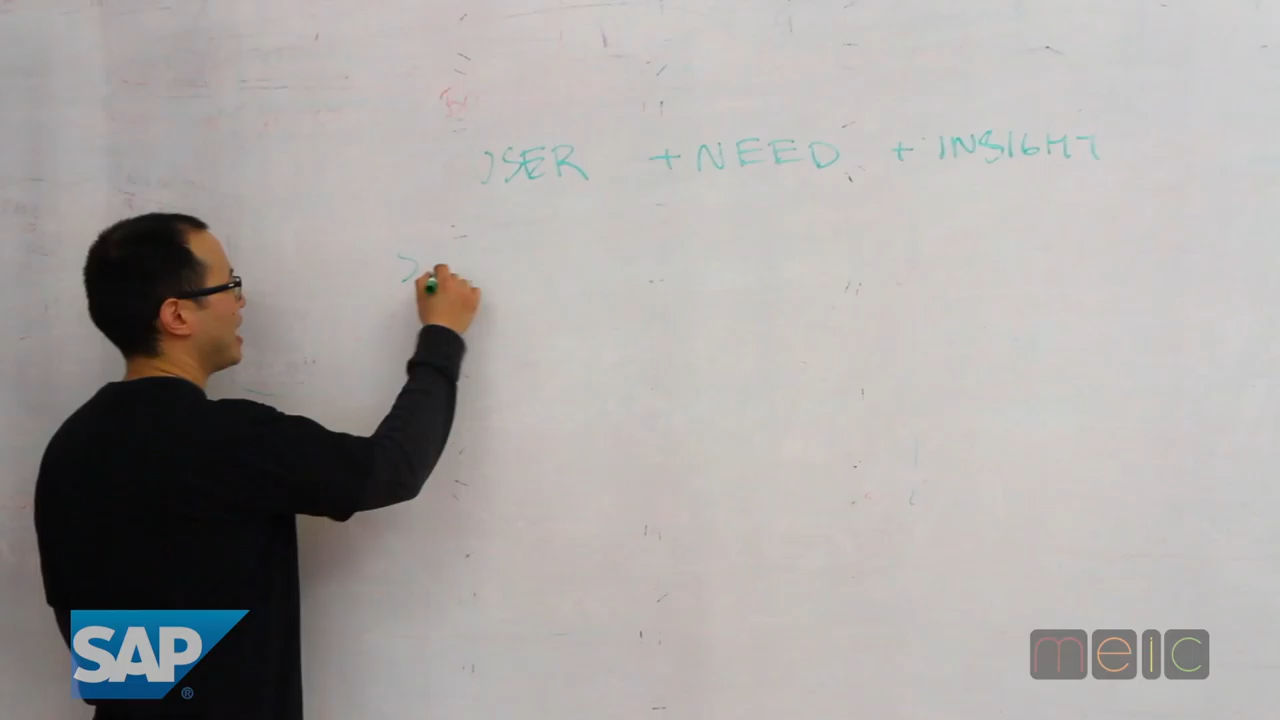 USER + NEED + INSIGHT
SAP ®
meic